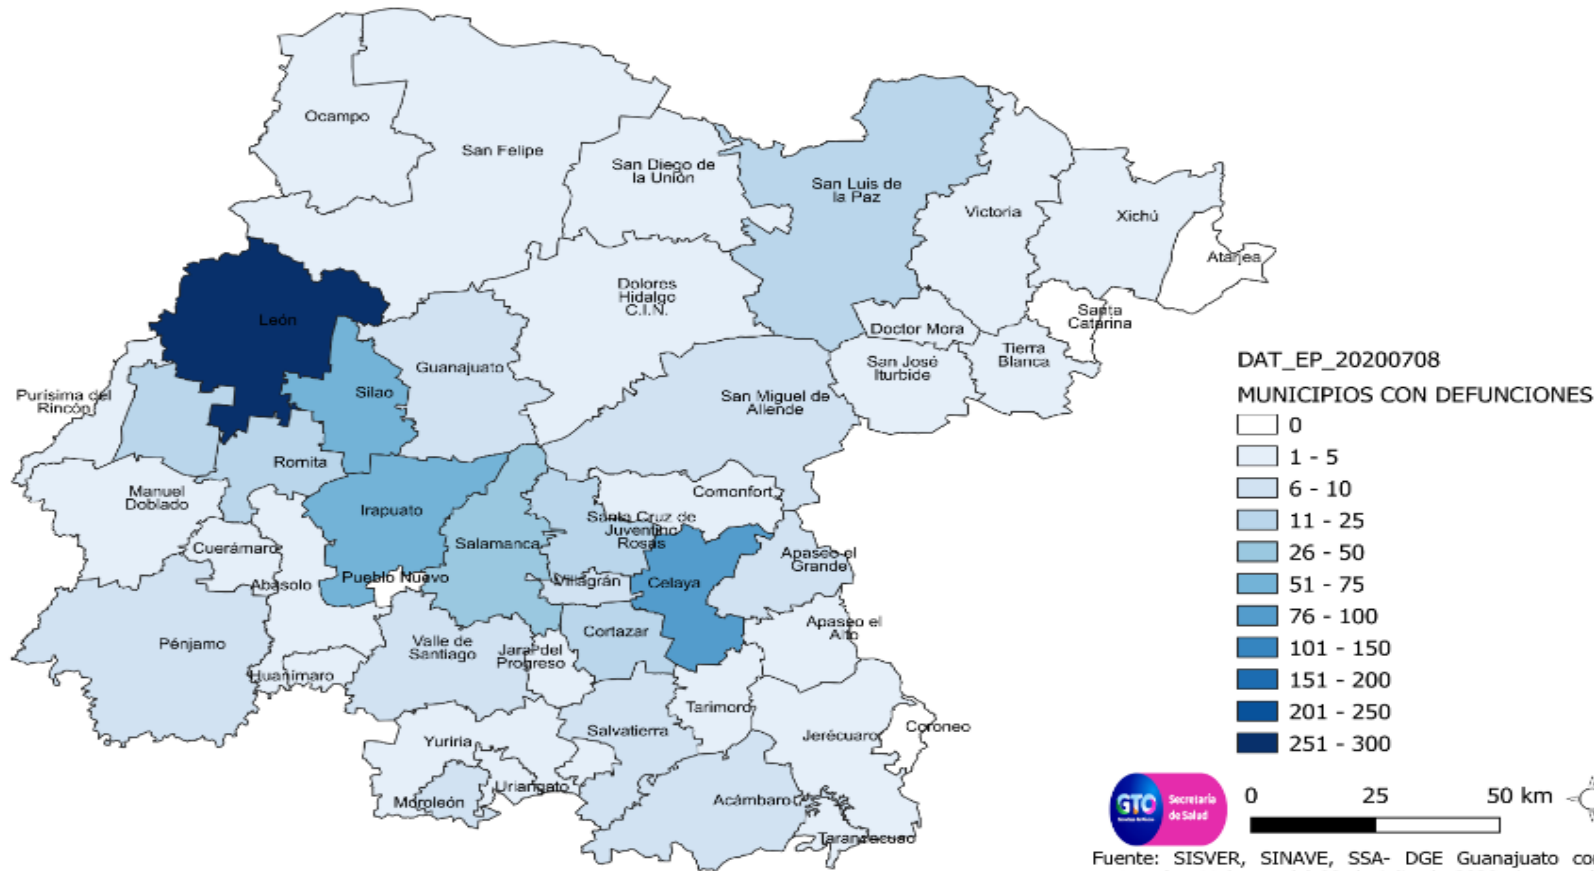 Ocampo
San Felipe
San Diego de
la Unión
San Luis de
la Paz
Victoria
Xichú
Atarjea
León
Dolores
Hidalgo
C.I.N.
Santa
Catarina
Doctor Mora
Tierra
Blanca
San José
Iturbide
Guanajuato
Silao
Purísima del
Rincón
San Miguel de
Allende
Romita
Manuel
Doblado
Irapuato
Comonfort
Santa Cruz de
Juventino
Rosas
Salamanca
Cuerámaro
Apaseo el
Grande
Abasolo
Pueblo Nuevo
Villagrán
Celaya
Pénjamo
Valle de
Santiago
Jaral del
Progreso
Cortazar
Apaseo el
Alto
Huanímaro
Tarimoro
Salvatierra
Jerécuaro
Coroneo
Yuriria
Uriangato
Moroleón
Acámbaro
Tarandacuao
DAT_EP_20200708
MUNICIPIOS CON DEFUNCIONES
0
1 - 5
6 - 10
11 - 25
26 - 50
51 - 75
76 - 100
101 - 150
151 - 200
201 - 250
251 - 300
GTO
Secretaría
de Salud
0 25 50 km
Fuente: SISVER, SINAVE, SSA- DGE Guanajuato